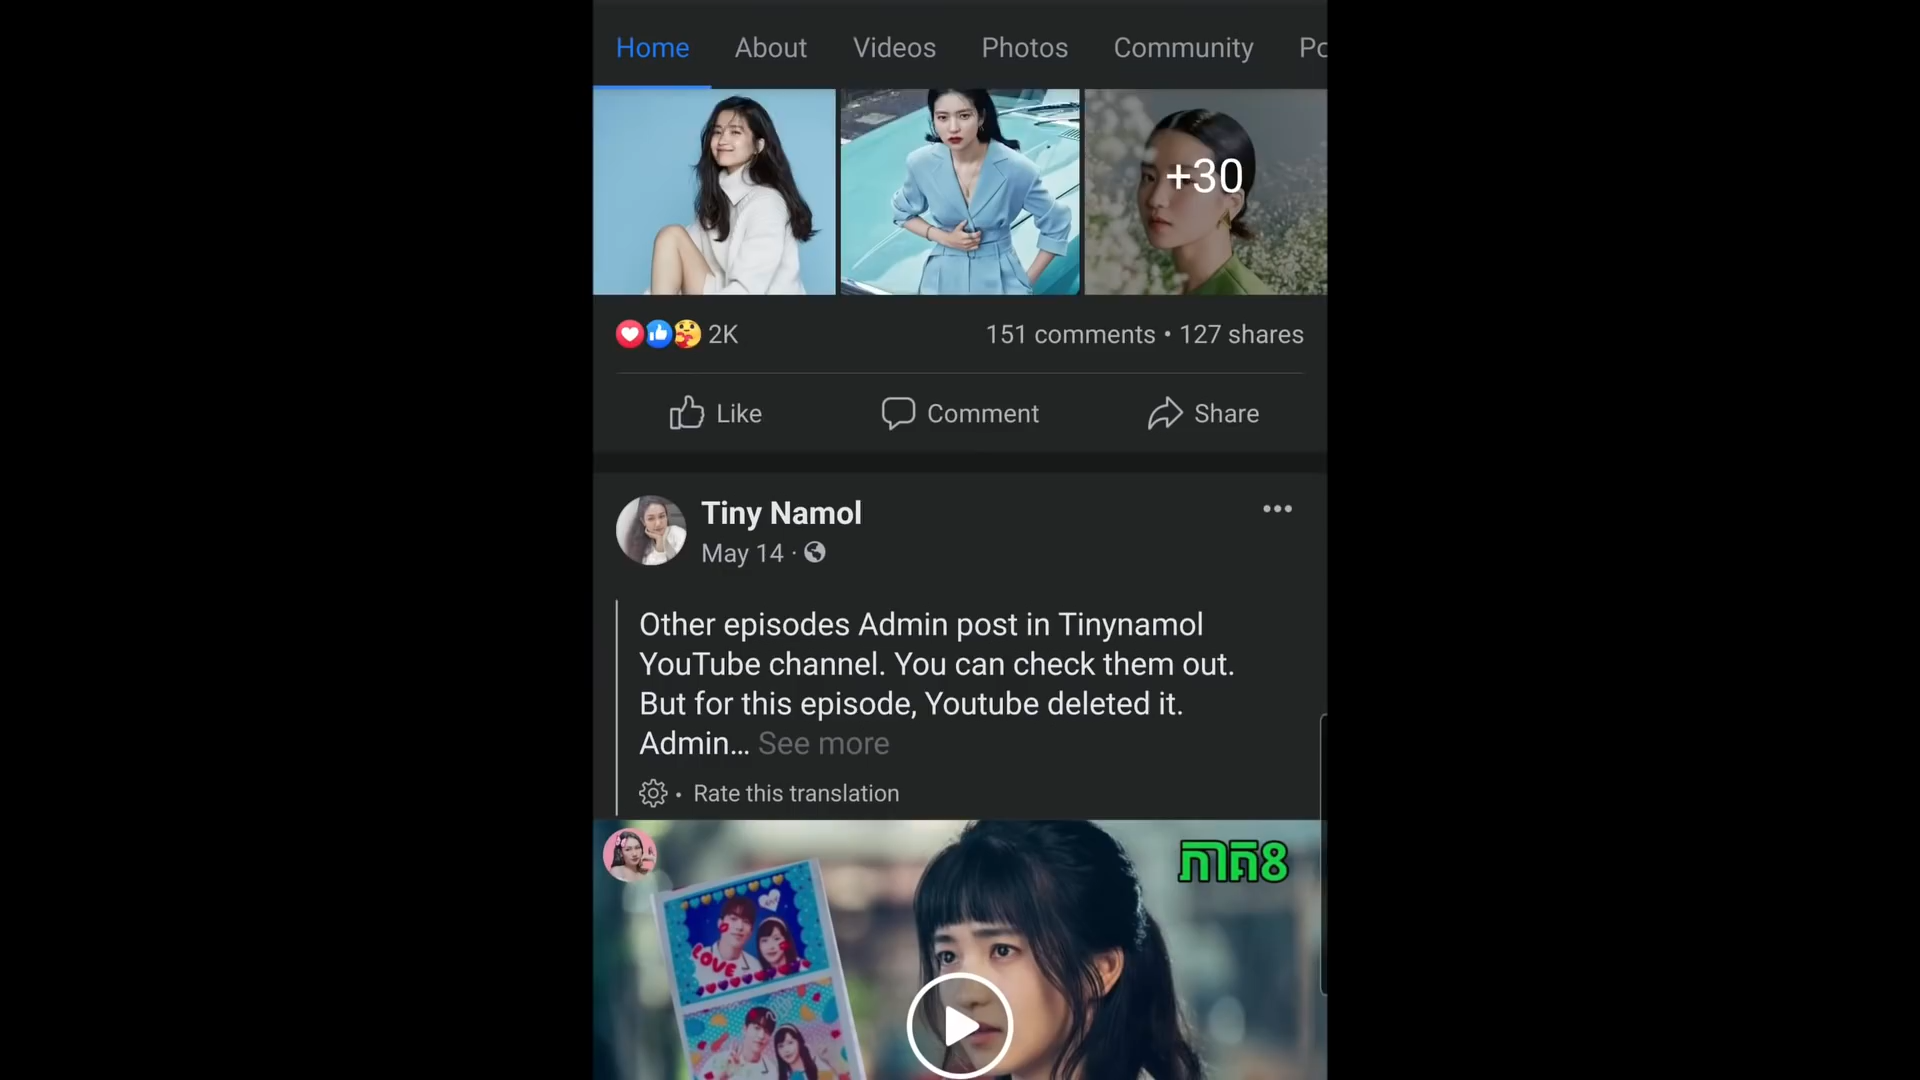 Home About Videos Photos Community Po
+30
2K 151 comments • 127 shares
Like Comment Share
Tiny Namol
May 14 ·
Other episodes Admin post in Tinynamol
YouTube channel. You can check them out.
But for this episode, Youtube deleted it.
Admin... See more
• Rate this translation
ភាគ៨
LOVE